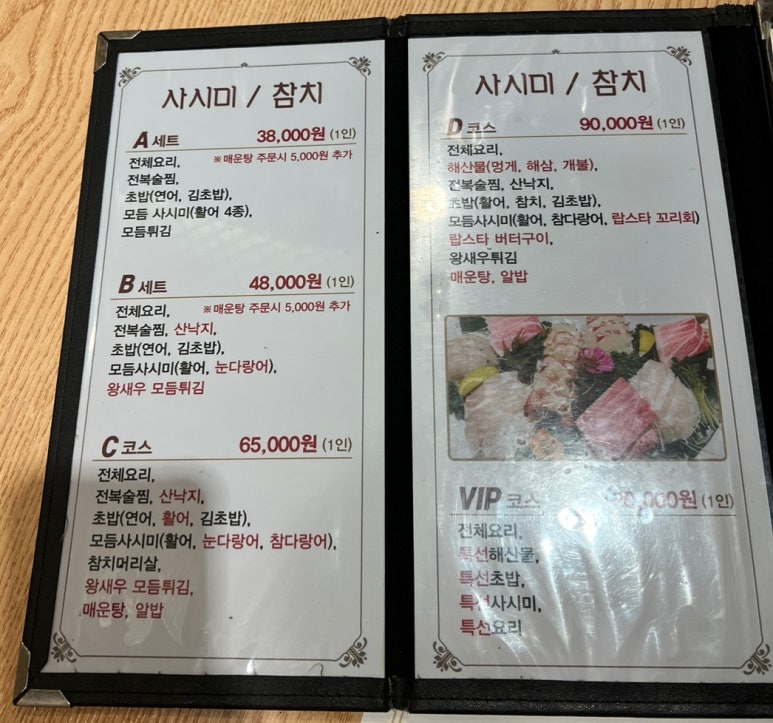 사시미 / 참치
A 세트 38,000원 (1인)
전체요리, ※ 매운탕 주문시 5,000원 추가
전복술찜,
초밥(연어, 김초밥),
모듬 사시미(활어 4종),
모듬튀김
B 세트 48,000원 (1인)
전체요리, ※ 매운탕 주문시 5,000원 추가
전복술찜, 산낙지,
초밥(연어, 김초밥),
모듬사시미(활어, 눈다랑어),
왕새우 모듬튀김
C 코스 65,000원 (1인)
전체요리,
전복술찜, 산낙지,
초밥(연어, 활어, 김초밥),
모듬사시미(활어, 눈다랑어, 참다랑어),
참치머리살,
왕새우 모듬튀김,
매운탕, 알밥
사시미 / 참치
D 코스 90,000원 (1인)
전체요리,
해산물(멍게, 해삼, 개불),
전복술찜, 산낙지,
초밥(활어, 참치, 김초밥),
모듬사시미(활어, 참다랑어, 랍스타 꼬리회)
랍스타 버터구이,
왕새우튀김
매운탕, 알밥
VIP 코스 (1인)
전체요리,
특선해산물,
특선초밥,
특선사시미,
특선요리